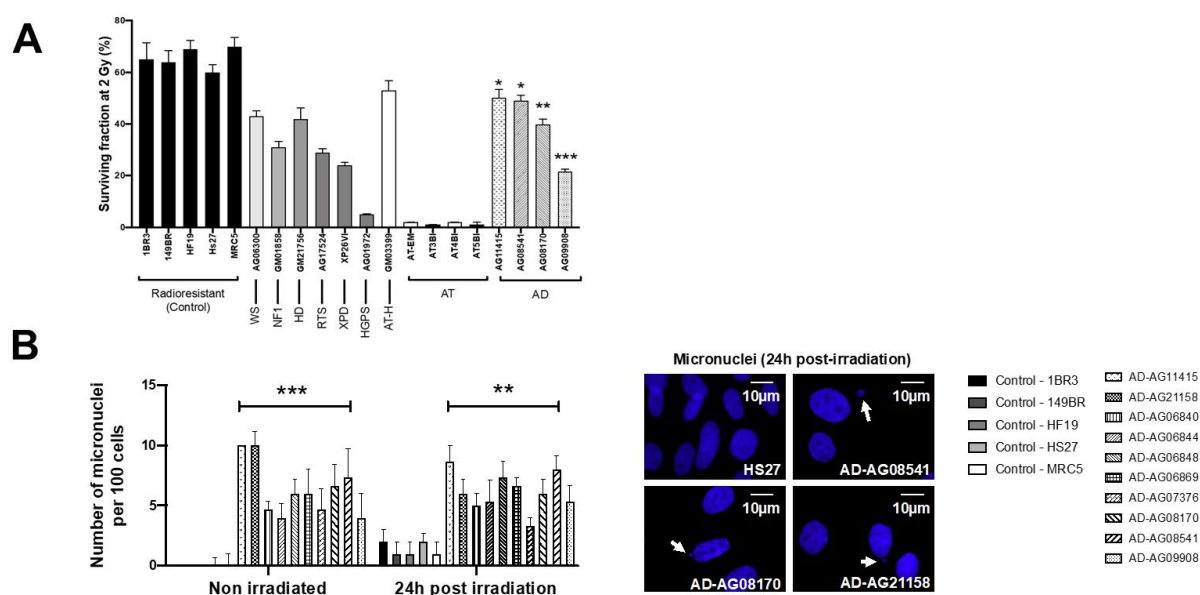 A
Surviving fraction at 2 Gy (%)
80
60
40
20
0
*
*
**
***
1BR3
149BR
HF19
Hs27
MRC5
AG06300
GM01858
GM21756
AG17524
XP26VI
AG01972
GM03399
AT-EM
AT3BI
AT4BI
AT5BI
AG11415
AG08541
AG08170
AG09908
Radioresistant
(Control)
WS
NF1
HD
RTS
XPD
HGPS
AT-H
AT
AD
B
Number of micronuclei
per 100 cells
15
10
5
0
***
**
Non irradiated
24h post irradiation
Micronuclei (24h post-irradiation)
10µm
HS27
10µm
AD-AG08541
10µm
AD-AG08170
10µm
AD-AG21158
Control - 1BR3
Control - 149BR
Control - HF19
Control - HS27
Control - MRC5
AD-AG11415
AD-AG21158
AD-AG06840
AD-AG06844
AD-AG06848
AD-AG06869
AD-AG07376
AD-AG08170
AD-AG08541
AD-AG09908